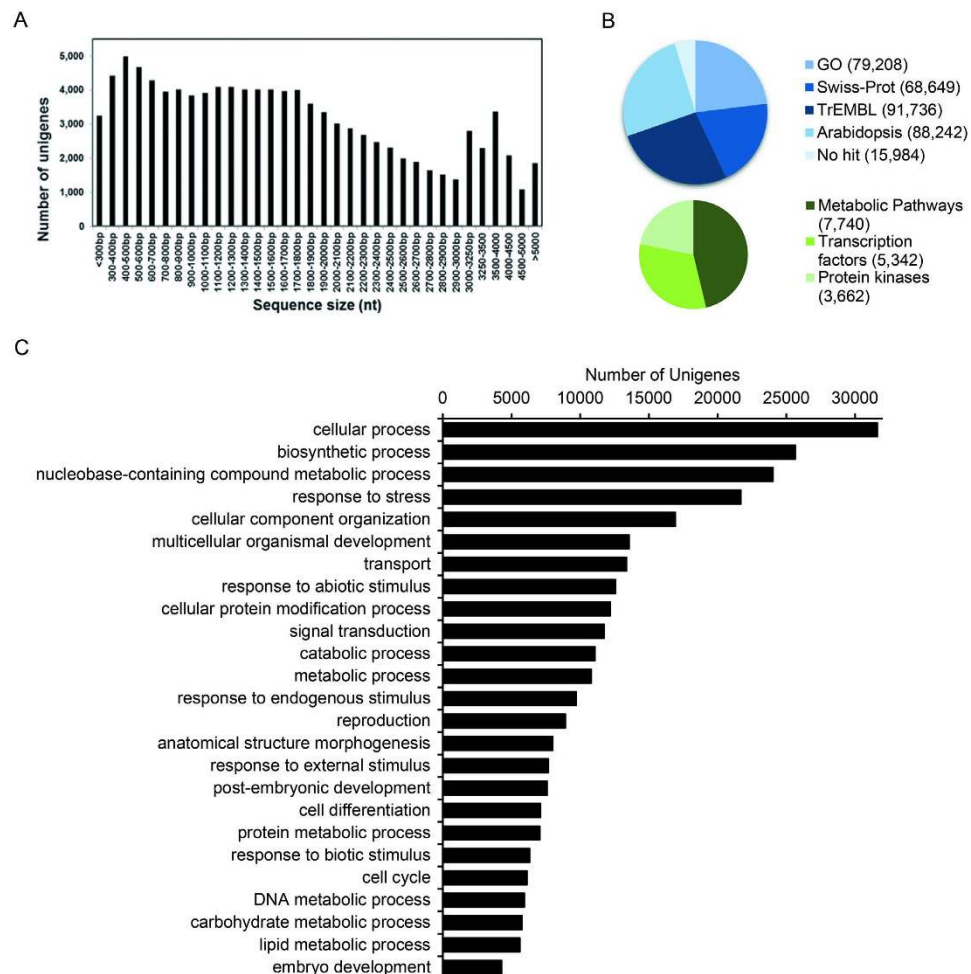 A
5,000
4,000
3,000
2,000
1,000
0
Number of unigenes
<300bp
300-400bp
400-500bp
500-600bp
600-700bp
700-800bp
800-900bp
900-1000bp
1000-1100bp
1100-1200bp
1200-1300bp
1300-1400bp
1400-1500bp
1500-1600bp
1600-1700bp
1700-1800bp
1800-1900bp
1900-2000bp
2000-2100bp
2100-2200bp
2200-2300bp
2300-2400bp
2400-2500bp
2500-2600bp
2600-2700bp
2700-2800bp
2800-2900bp
2900-3000bp
3000-3250bp
3250-3500
3500-4000
4000-4500
4500-5000
>5000
Sequence size (nt)
B
GO (79,208)
Swiss-Prot (68,649)
TrEMBL (91,736)
Arabidopsis (88,242)
No hit (15,984)
Metabolic Pathways
(7,740)
Transcription
factors (5,342)
Protein kinases
(3,662)
C
Number of Unigenes
0 5000 10000 15000 20000 25000 30000
cellular process
biosynthetic process
nucleobase-containing compound metabolic process
response to stress
cellular component organization
multicellular organismal development
transport
response to abiotic stimulus
cellular protein modification process
signal transduction
catabolic process
metabolic process
response to endogenous stimulus
reproduction
anatomical structure morphogenesis
response to external stimulus
post-embryonic development
cell differentiation
protein metabolic process
response to biotic stimulus
cell cycle
DNA metabolic process
carbohydrate metabolic process
lipid metabolic process
embryo development